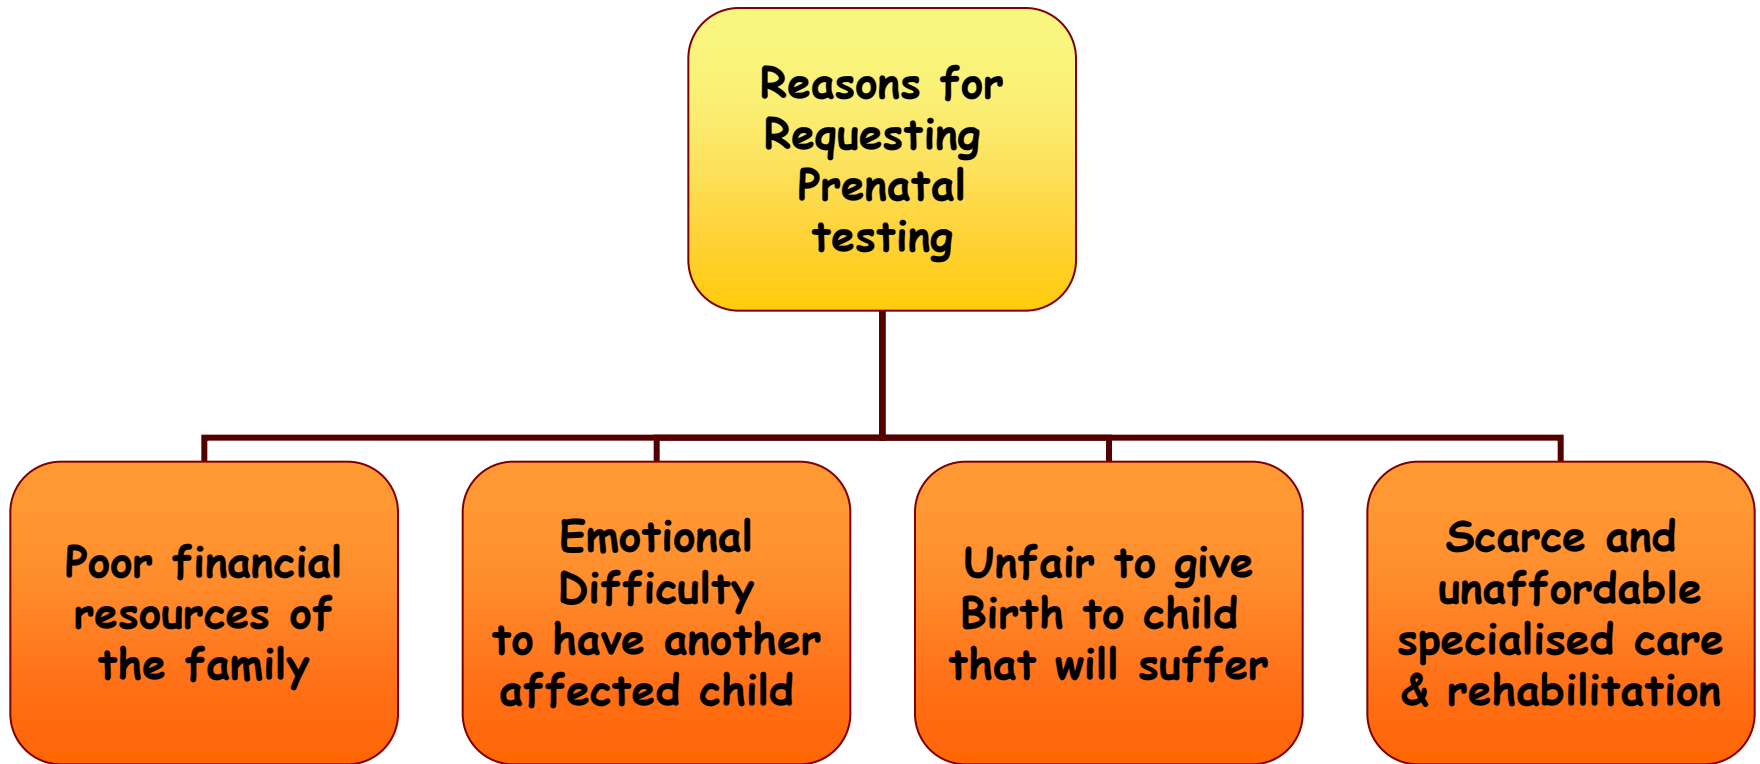 Reasons for
Requesting
Prenatal
testing
Poor financial
resources of
the family
Emotional
Difficulty
to have another
affected child
Unfair to give
Birth to child
that will suffer
Scarce and
unaffordable
specialised care
& rehabilitation